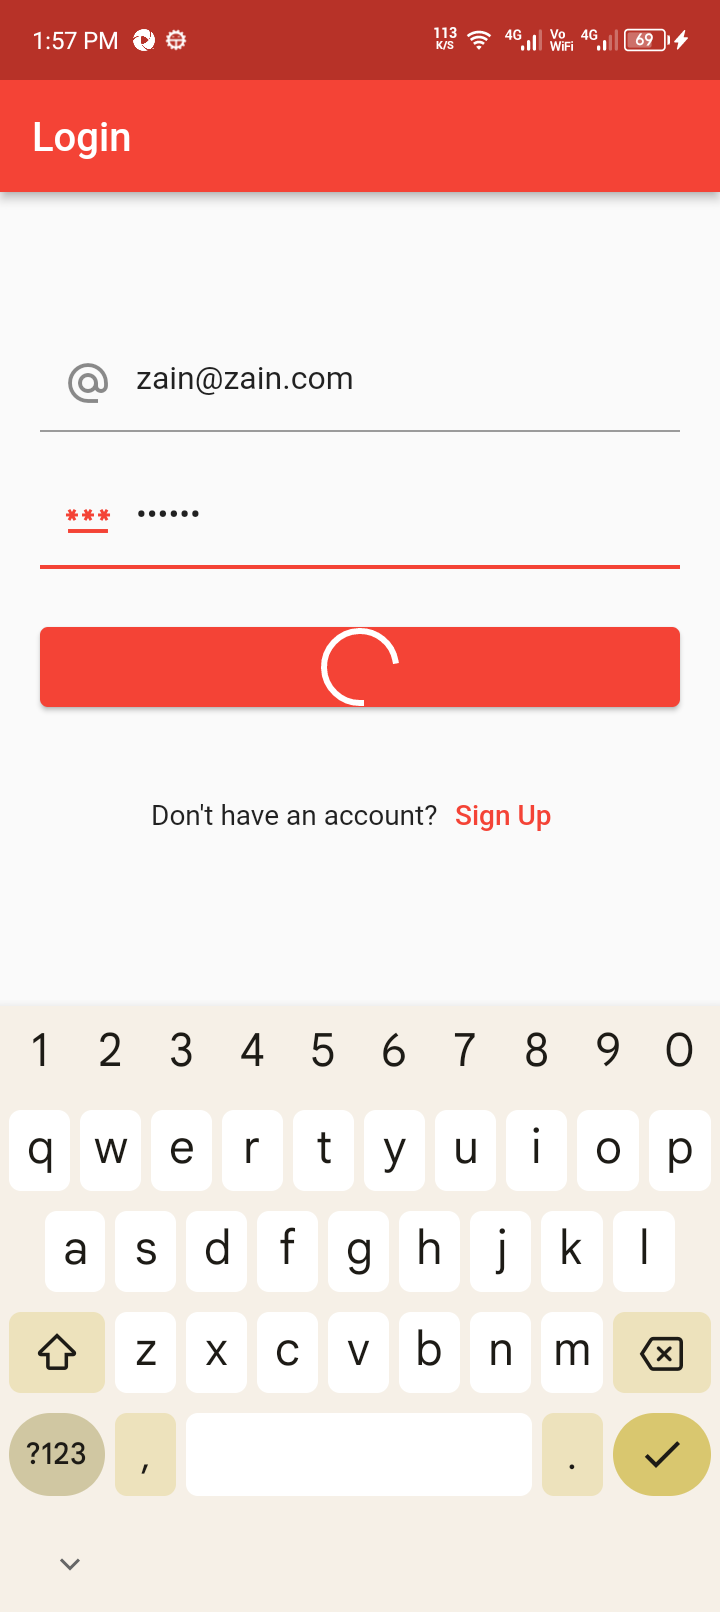 1:57 PM 113 K/S 4G Vo WiFi 4G 69
Login
zain@zain.com
***
••••••
Don't have an account? Sign Up
1 2 3 4 5 6 7 8 9 0
q w e r t y u i o p
a s d f g h j k l
z x c v b n m
?123 , .